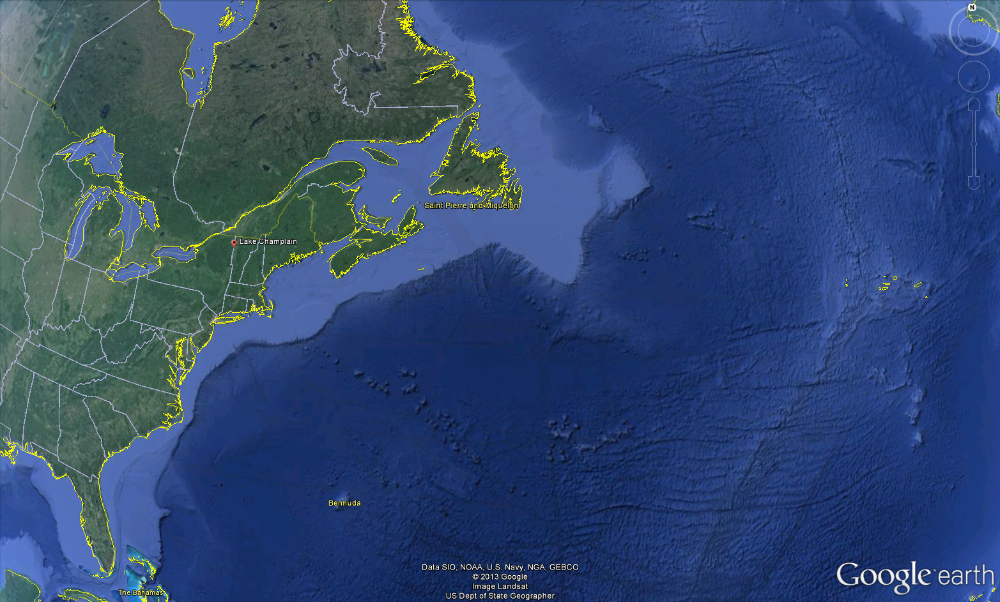 N
Saint Pierre and Miquelon
Lake Champlain
Bermuda
Data SIO, NOAA, U.S. Navy, NGA, GEBCO
© 2013 Google
Image Landsat
US Dept of State Geographer
Google™ earth
The Bahamas